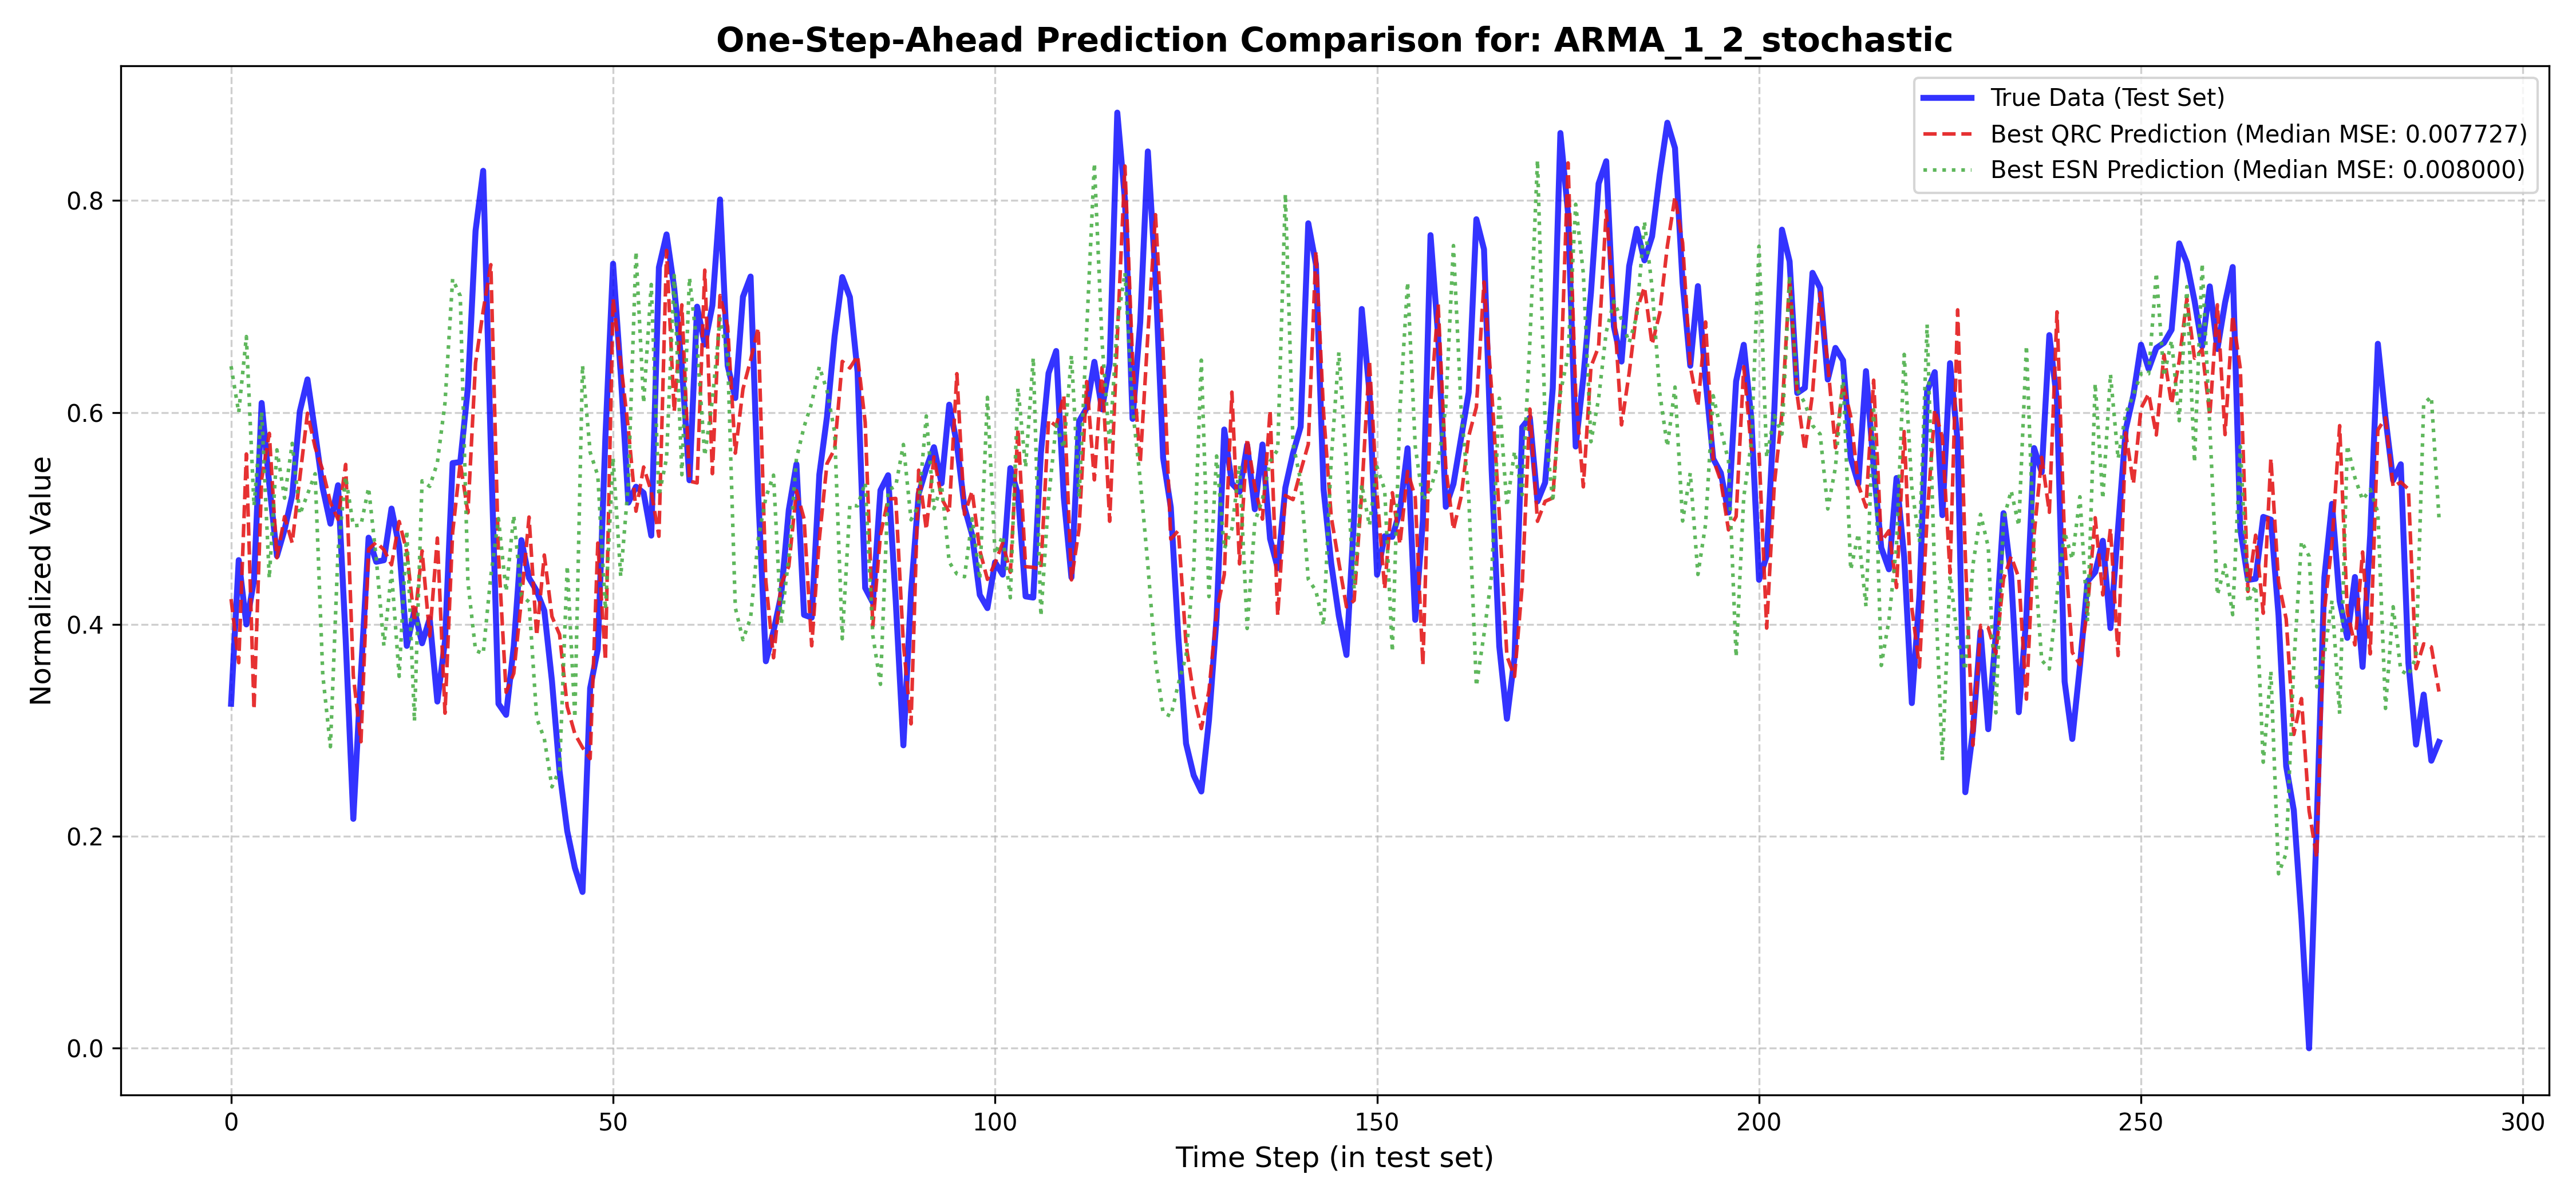 One-Step-Ahead Prediction Comparison for: ARMA_1_2_stochastic
True Data (Test Set)
Best QRC Prediction (Median MSE: 0.007727)
Best ESN Prediction (Median MSE: 0.008000)
Normalized Value
0.8
0.6
0.4
0.2
0.0
0 50 100 150 200 250 300
Time Step (in test set)